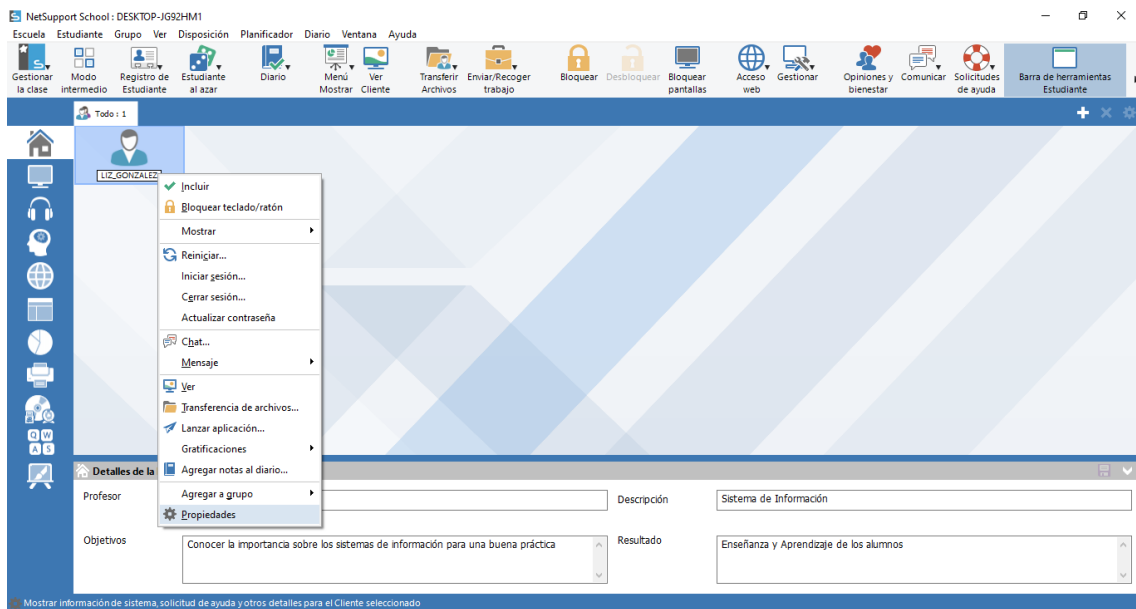 NetSupport School : DESKTOP-JG92HM1
Escuela Estudiante Grupo Ver Disposición Planificador Diario Ventana Ayuda
Gestionar la clase
Modo intermedio
Registro de Estudiante
Estudiante al azar
Diario
Menú Mostrar
Ver Cliente
Transferir Archivos
Enviar/Recoger trabajo
Bloquear
Desbloquear
Bloquear pantallas
Acceso web
Gestionar
Opiniones y bienestar
Comunicar
Solicitudes de ayuda
Barra de herramientas Estudiante
Todo : 1
LIZ_GONZALEZ
Incluir
Bloquear teclado/ratón
Mostrar
Reiniciar...
Iniciar sesión...
Cerrar sesión...
Actualizar contraseña
Chat...
Mensaje
Ver
Transferencia de archivos...
Lanzar aplicación...
Gratificaciones
Agregar notas al diario...
Agregar a grupo
Propiedades
Q W
A S
Detalles de la
Profesor
Descripción
Sistema de Información
Objetivos
Conocer la importancia sobre los sistemas de información para una buena práctica
Resultado
Enseñanza y Aprendizaje de los alumnos
Mostrar información de sistema, solicitud de ayuda y otros detalles para el Cliente seleccionado